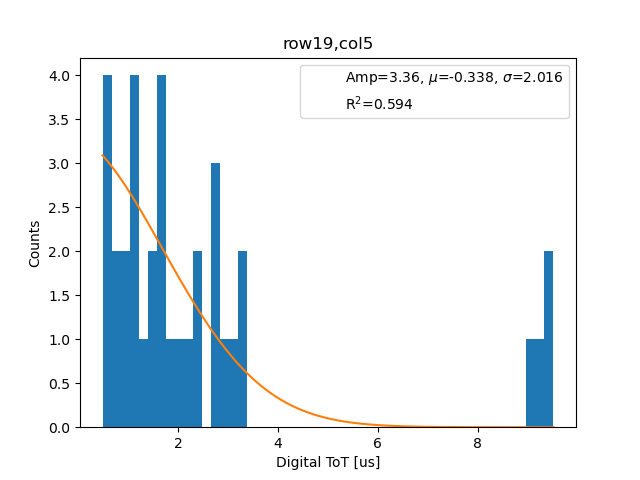 row19,col5
Amp=3.36, μ=-0.338, σ=2.016
R²=0.594
4.0
3.5
3.0
2.5
2.0
1.5
1.0
0.5
0.0
Counts
2 4 6 8
Digital ToT [us]